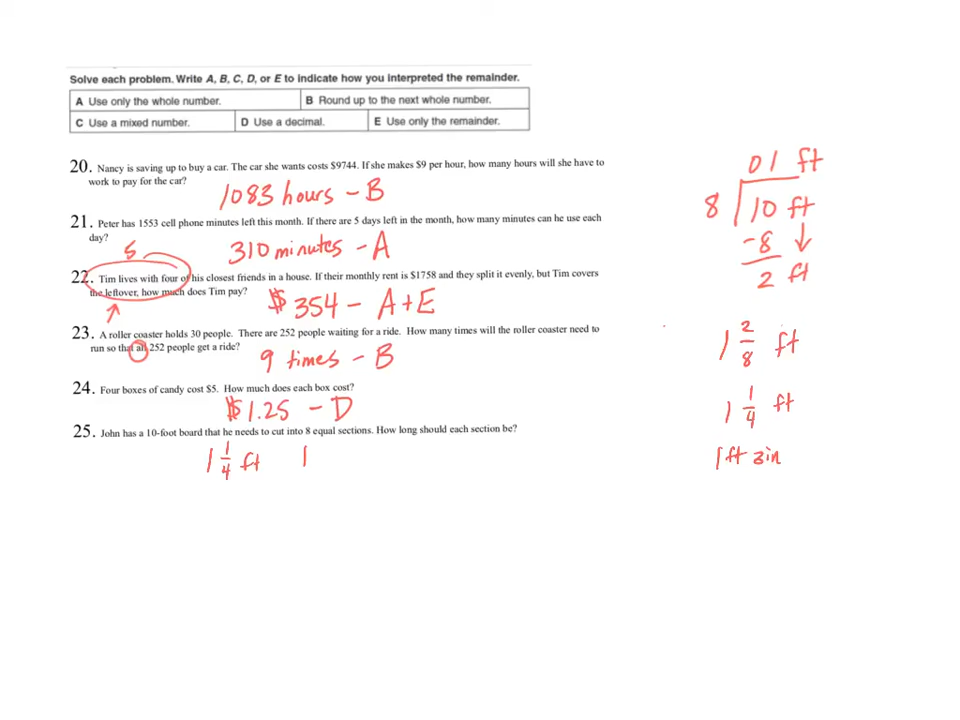 Solve each problem. Write A, B, C, D, or E to indicate how you interpreted the remainder.
A Use only the whole number.
B Round up to the next whole number.
C Use a mixed number.
D Use a decimal.
E Use only the remainder.
20. Nancy is saving up to buy a car. The car she wants costs $9744. If she makes $9 per hour, how many hours will she have to
work to pay for the car?
1083 hours - B
21. Peter has 1553 cell phone minutes left this month. If there are 5 days left in the month, how many minutes can he use each
day?
310 minutes - A
5
22. Tim lives with four of his closest friends in a house. If their monthly rent is $1758 and they split it evenly, but Tim covers
the leftover, how much does Tim pay?
$354 - A+E
23. A roller coaster holds 30 people. There are 252 people waiting for a ride. How many times will the roller coaster need to
run so that all 252 people get a ride?
9 times - B
24. Four boxes of candy cost $5. How much does each box cost?
$1.25 - D
25. John has a 10-foot board that he needs to cut into 8 equal sections. How long should each section be?
1 1/4 ft 1
01 ft
8 10 ft
-8 ↓
2 ft
1 2/8 ft
1 1/4 ft
1ft 3in